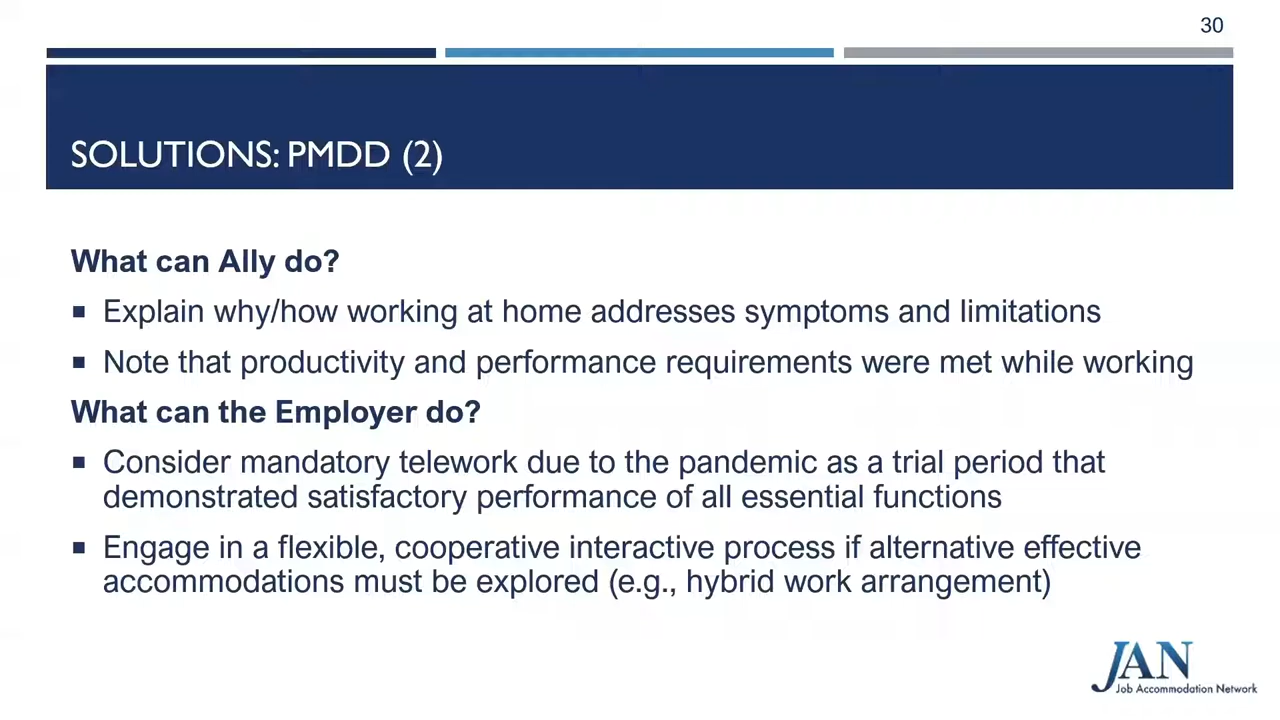 30
SOLUTIONS: PMDD (2)
What can Ally do?
▪ Explain why/how working at home addresses symptoms and limitations
▪ Note that productivity and performance requirements were met while working
What can the Employer do?
▪ Consider mandatory telework due to the pandemic as a trial period that
demonstrated satisfactory performance of all essential functions
▪ Engage in a flexible, cooperative interactive process if alternative effective
accommodations must be explored (e.g., hybrid work arrangement)
JAN
Job Accommodation Network